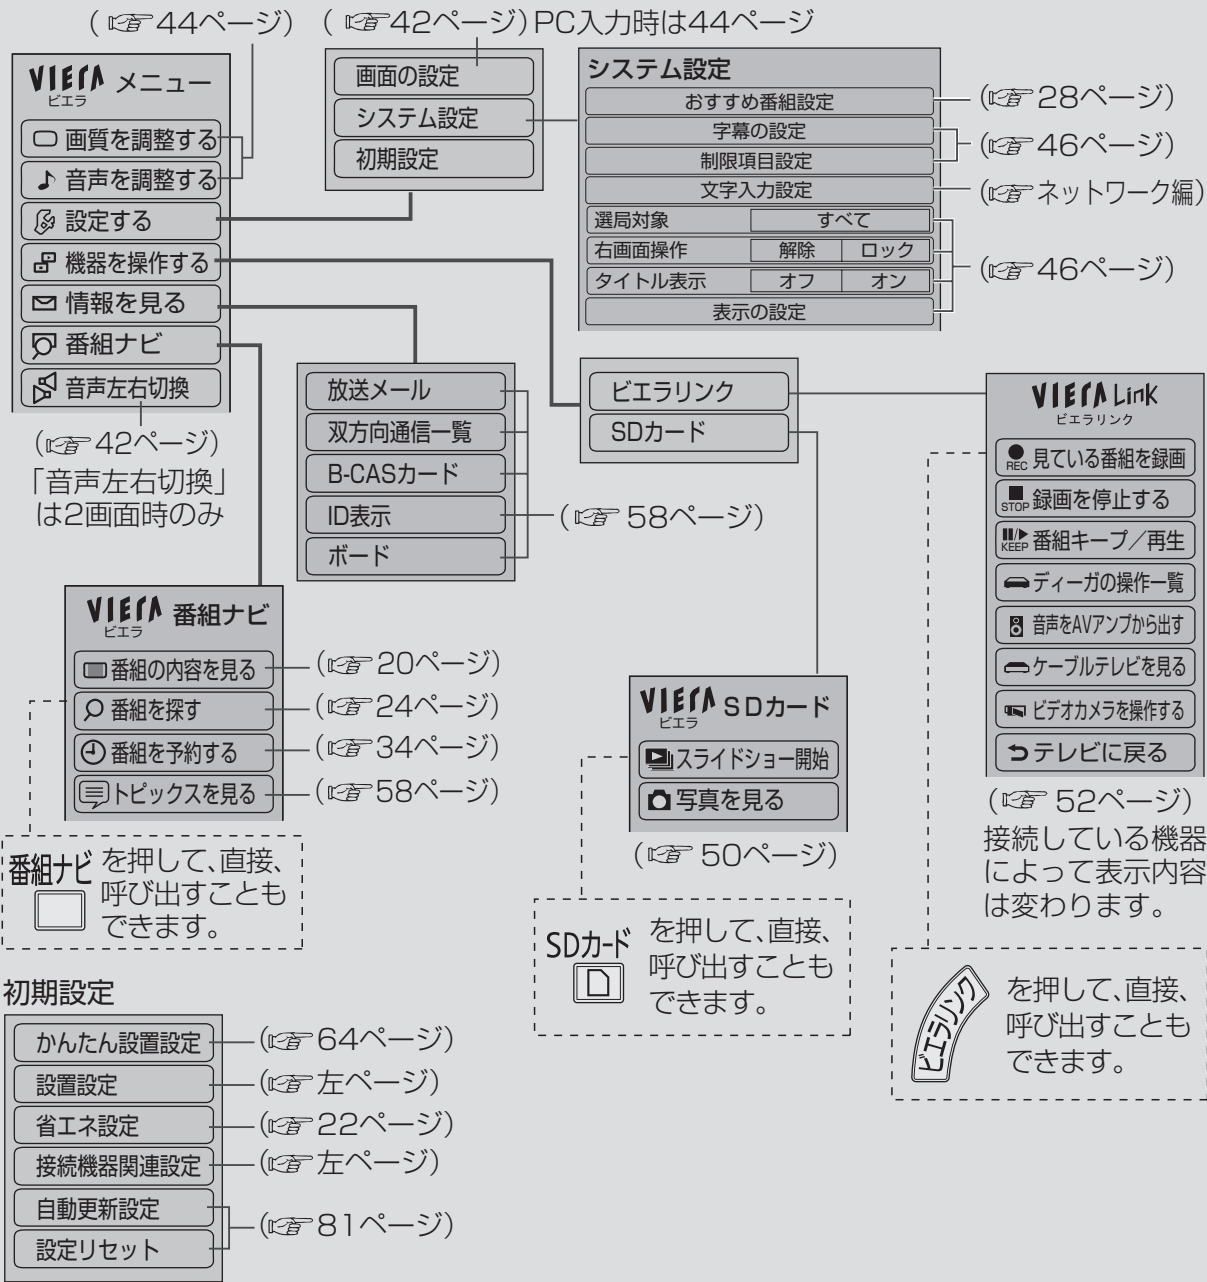 (☞44ページ)
(☞42ページ)PC入力時は44ページ
VIERA メニュー
ビエラ
画質を調整する
音声を調整する
設定する
機器を操作する
情報を見る
番組ナビ
音声左右切換
(☞42ページ)
「音声左右切換」
は2画面時のみ
画面の設定
システム設定
初期設定
システム設定
おすすめ番組設定
(☞28ページ)
字幕の設定
制限項目設定
(☞46ページ)
文字入力設定
(☞ネットワーク編)
選局対象 すべて
右画面操作 解除 ロック
タイトル表示 オフ オン
表示の設定
(☞46ページ)
放送メール
双方向通信一覧
B-CASカード
ID表示
ボード
(☞58ページ)
ビエラリンク
SDカード
VIERA Link
ビエラリンク
REC 見ている番組を録画
STOP 録画を停止する
KEEP 番組キープ/再生
ディーガの操作一覧
音声をAVアンプから出す
ケーブルテレビを見る
ビデオカメラを操作する
テレビに戻る
(☞52ページ)
接続している機器
によって表示内容
は変わります。
ビエラリンク
を押して、直接、
呼び出すことも
できます。
VIERA 番組ナビ
ビエラ
番組の内容を見る (☞20ページ)
番組を探す (☞24ページ)
番組を予約する (☞34ページ)
トピックスを見る (☞58ページ)
番組ナビ
を押して、直接、
呼び出すことも
できます。
VIERA SDカード
ビエラ
スライドショー開始
写真を見る
(☞50ページ)
SDカード
を押して、直接、
呼び出すことも
できます。
初期設定
かんたん設置設定 (☞64ページ)
設置設定 (☞左ページ)
省エネ設定 (☞22ページ)
接続機器関連設定 (☞左ページ)
自動更新設定
設定リセット
(☞81ページ)